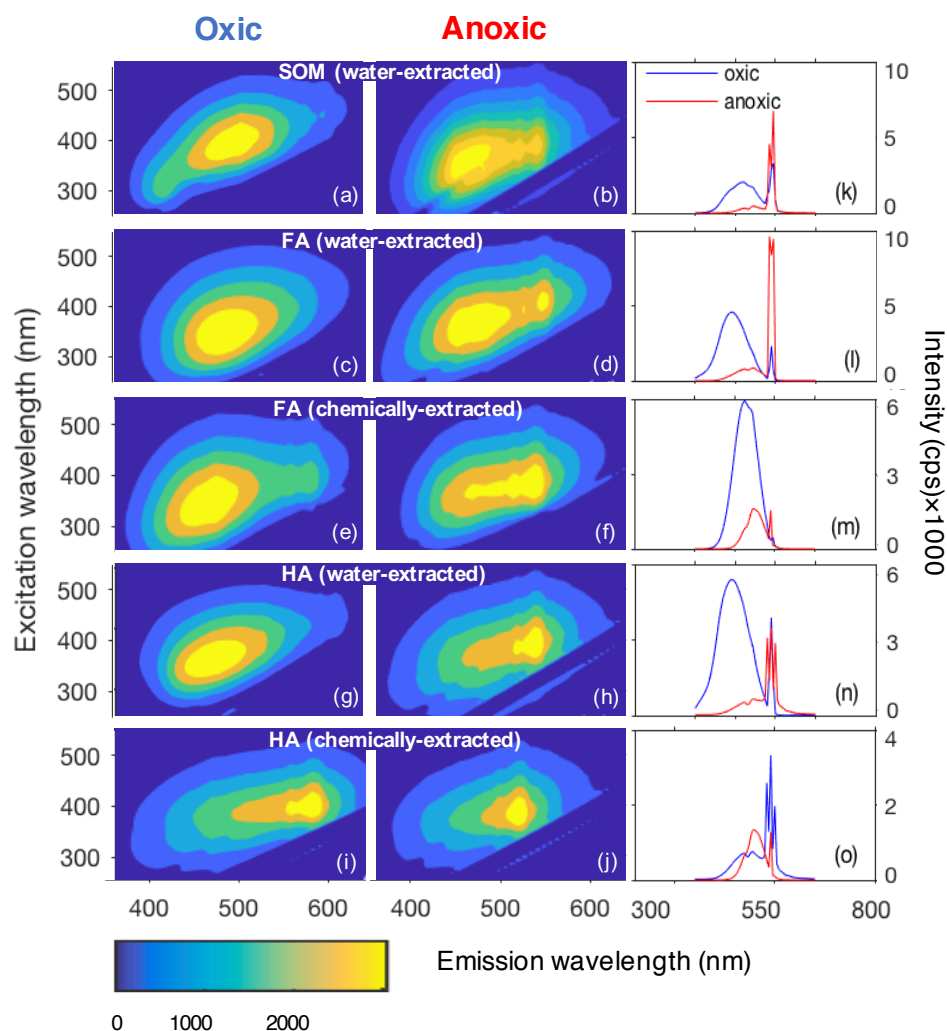 Oxic Anoxic
SOM (water-extracted)
500
400
300
(a) (b)
oxic
anoxic
10
5
0
(k)
FA (water-extracted)
500
400
300
(c) (d)
10
5
0
(l)
FA (chemically-extracted)
500
400
300
(e) (f)
6
3
0
(m)
HA (water-extracted)
500
400
300
(g) (h)
6
3
0
(n)
HA (chemically-extracted)
500
400
300
(i) (j)
4
2
0
(o)
Excitation wavelength (nm)
Intensity (cps)×1000
400 500 600 400 500 600 300 550 800
Emission wavelength (nm)
0 1000 2000